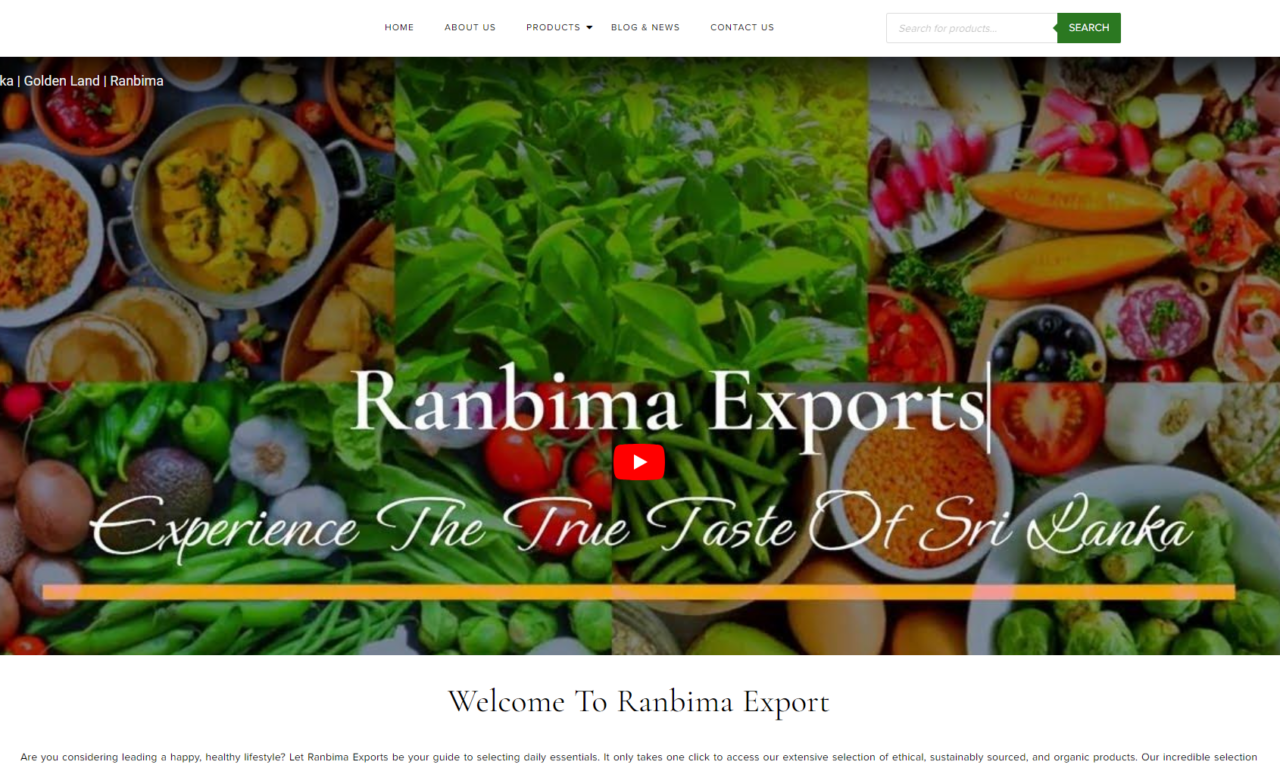 HOME ABOUT US PRODUCTS BLOG & NEWS CONTACT US Search for products... SEARCH
ka | Golden Land | Ranbima
Ranbima Exports
Experience The True Taste Of Sri Lanka
Welcome To Ranbima Export
Are you considering leading a happy, healthy lifestyle? Let Ranbima Exports be your guide to selecting daily essentials. It only takes one click to access our extensive selection of ethical, sustainably sourced, and organic products. Our incredible selection